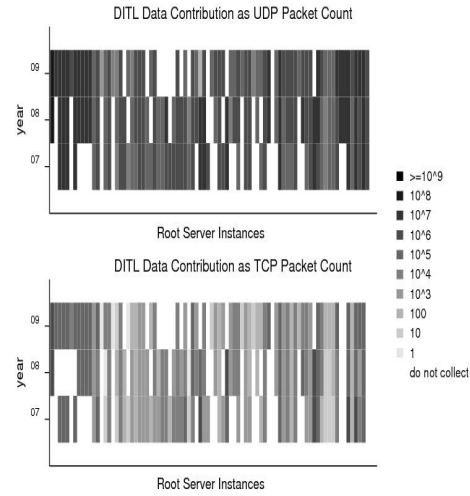 DITL Data Contribution as UDP Packet Count
year
09
08
07
Root Server Instances
DITL Data Contribution as TCP Packet Count
year
09
08
07
Root Server Instances
>=10^9
10^8
10^7
10^6
10^5
10^4
10^3
100
10
1
do not collect